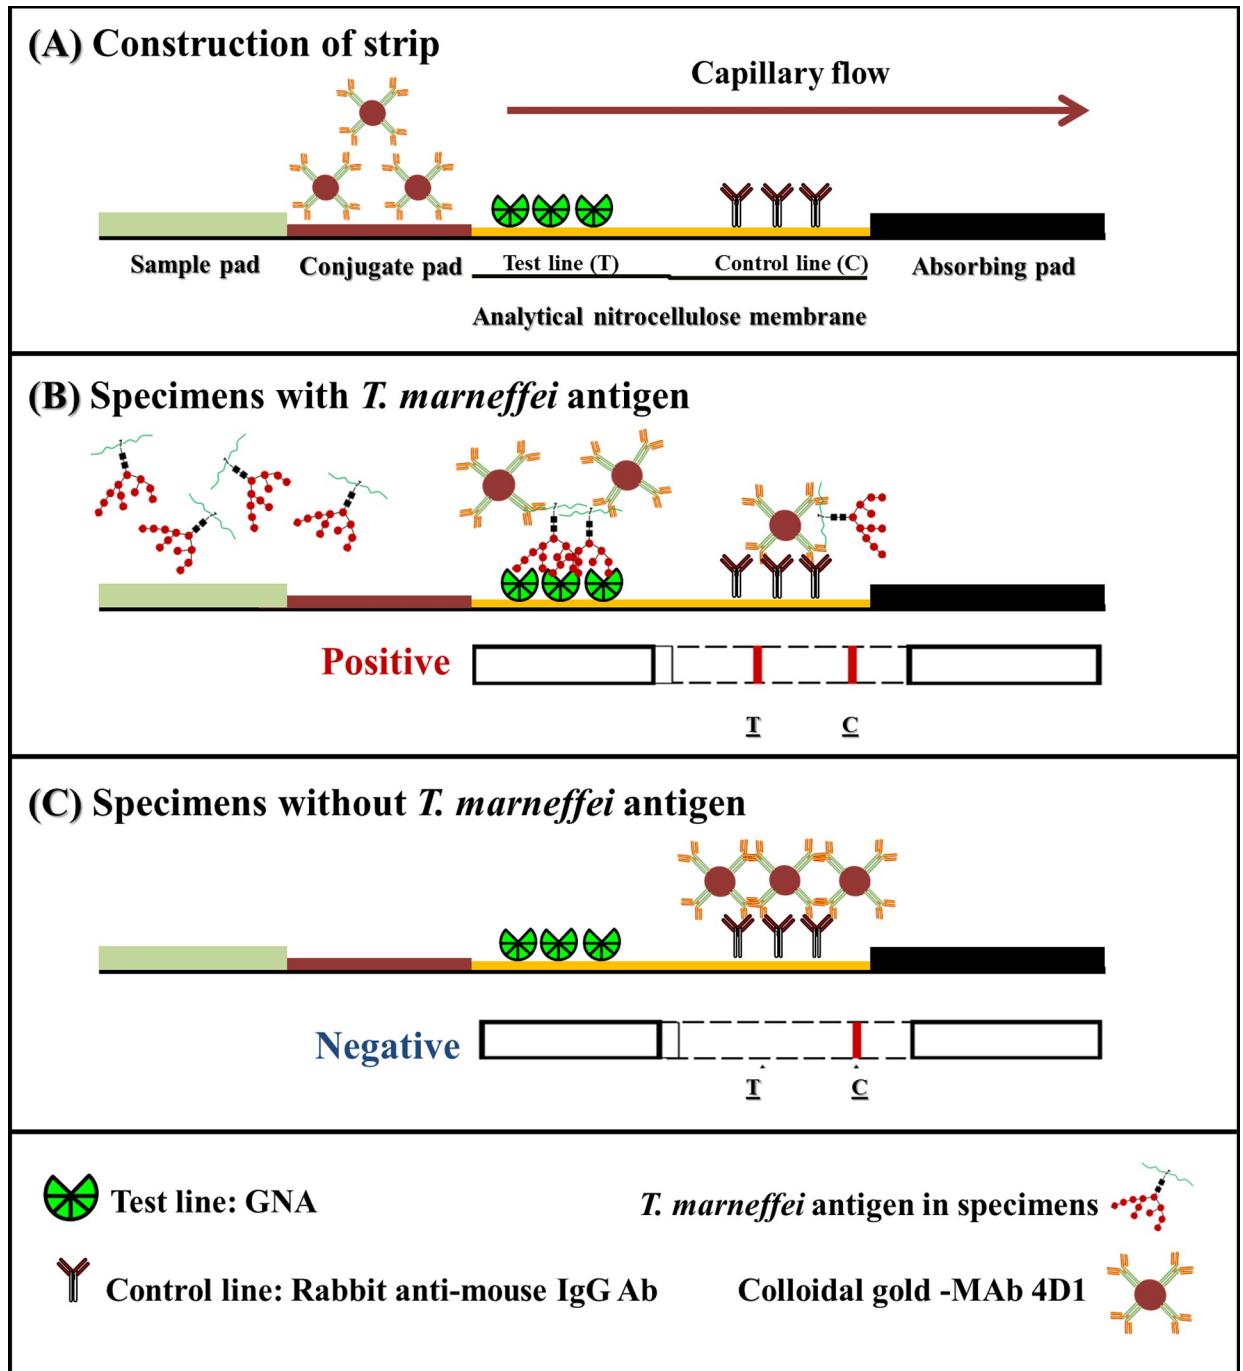 (A) Construction of strip
Capillary flow
Sample pad
Conjugate pad
Test line (T)
Control line (C)
Absorbing pad
Analytical nitrocellulose membrane
(B) Specimens with T. marneffei antigen
Positive
T
C
(C) Specimens without T. marneffei antigen
Negative
T
C
Test line: GNA
T. marneffei antigen in specimens
Control line: Rabbit anti-mouse IgG Ab
Colloidal gold -MAb 4D1